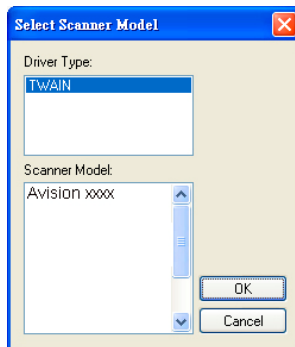 Select Scanner Model
Driver Type:
TWAIN
Scanner Model:
Avision xxxx
OK
Cancel